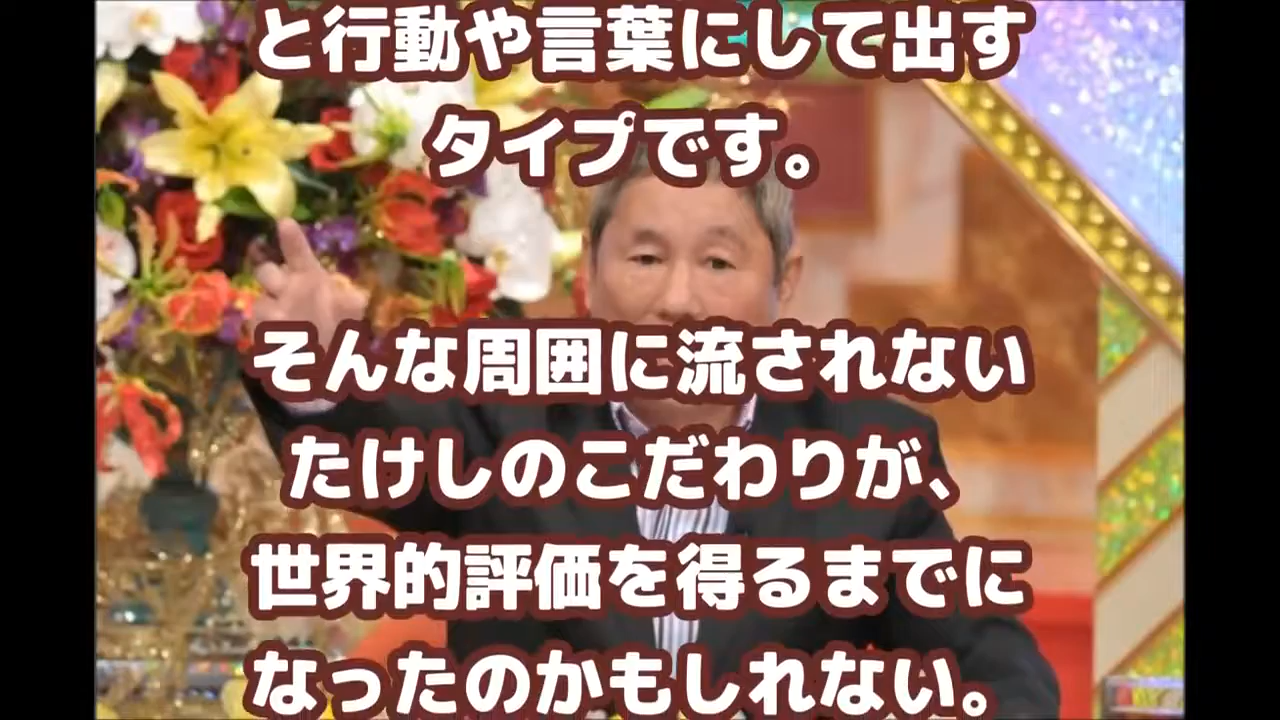 と行動や言葉にして出す
タイプです。
そんな周囲に流されない
たけしのこだわりが、
世界的評価を得るまでに
なったのかもしれない。